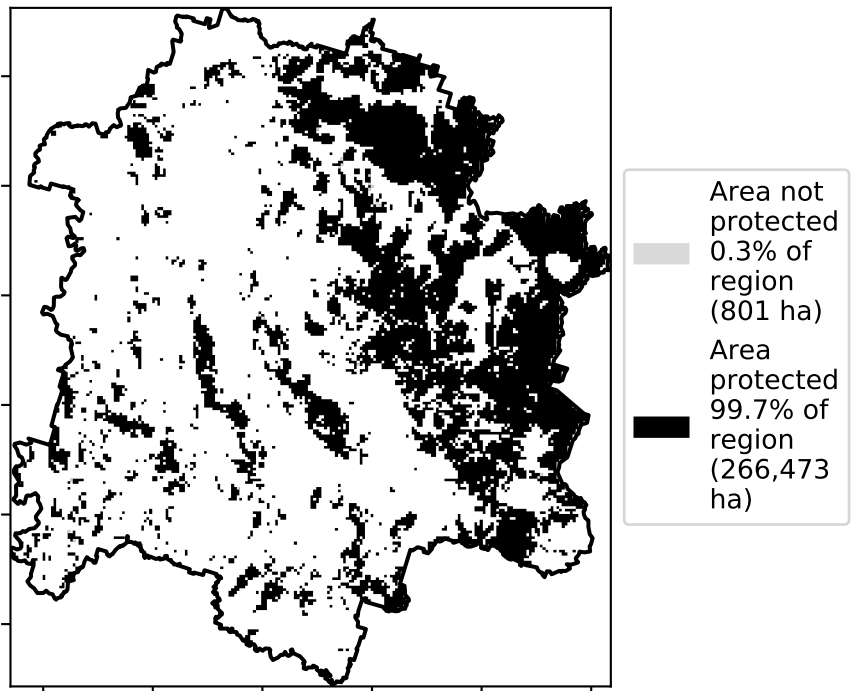 Area not
protected
0.3% of
region
(801 ha)
Area
protected
99.7% of
region
(266,473
ha)